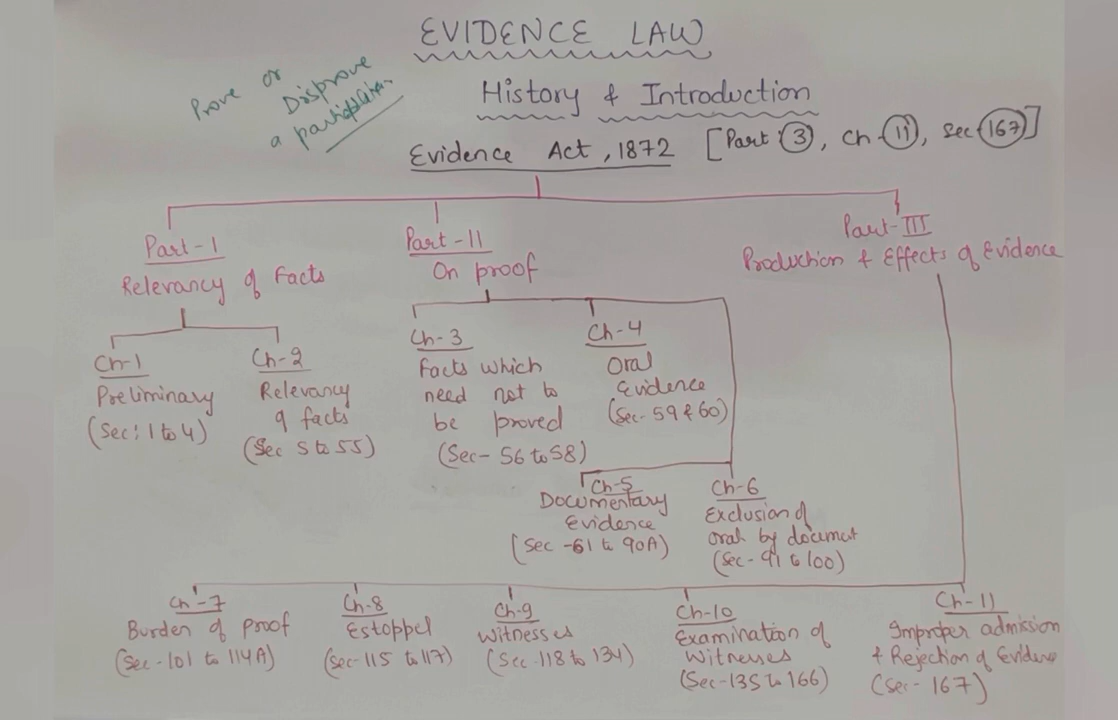 EVIDENCE LAW
Prove or
Disprove
a
History & Introduction
Evidence Act, 1872 [Part 3, Ch-11, Sec 167]
Part-I
Relevancy of Facts
Part-II
On proof
Part-III
Production & Effects of Evidence
Ch-1
Preliminary
(Sec: 1 to 4)
Ch-2
Relevancy
of facts
(Sec 5 to 55)
Ch-3
Facts which
need not to
be proved
(Sec- 56 to 58)
Ch-4
Oral
Evidence
(Sec- 59 & 60)
Ch-5
Documentary
Evidence
(Sec -61 to 90A)
Ch-6
Exclusion of
oral by document
(Sec- 91 to 100)
Ch-7
Burden of proof
(Sec-101 to 114A)
Ch-8
Estoppel
(Sec-115 to 117)
Ch-9
Witnesses
(Sec-118 to 134)
Ch-10
Examination of
Witnesses
(Sec-135 to 166)
Ch-11
Improper admission
& Rejection of Evidence
(Sec- 167)